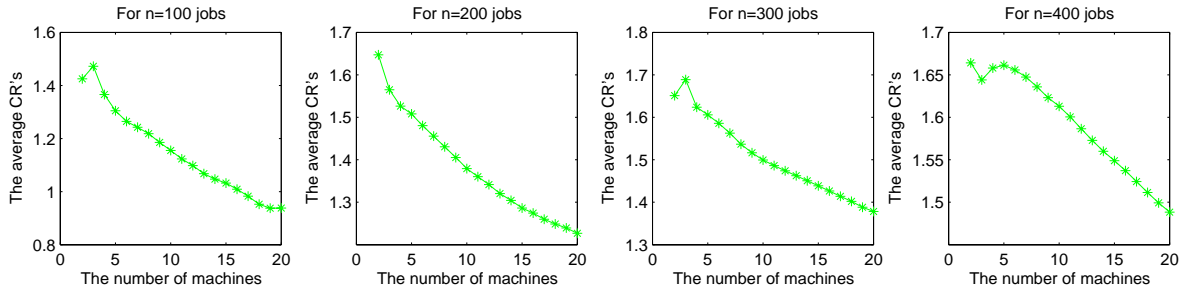 For n=100 jobs
The average CR's
1.6
1.4
1.2
1
0.8
0 5 10 15 20
The number of machines
For n=200 jobs
The average CR's
1.7
1.6
1.5
1.4
1.3
0 5 10 15 20
The number of machines
For n=300 jobs
The average CR's
1.8
1.7
1.6
1.5
1.4
1.3
0 5 10 15 20
The number of machines
For n=400 jobs
The average CR's
1.7
1.65
1.6
1.55
1.5
0 5 10 15 20
The number of machines